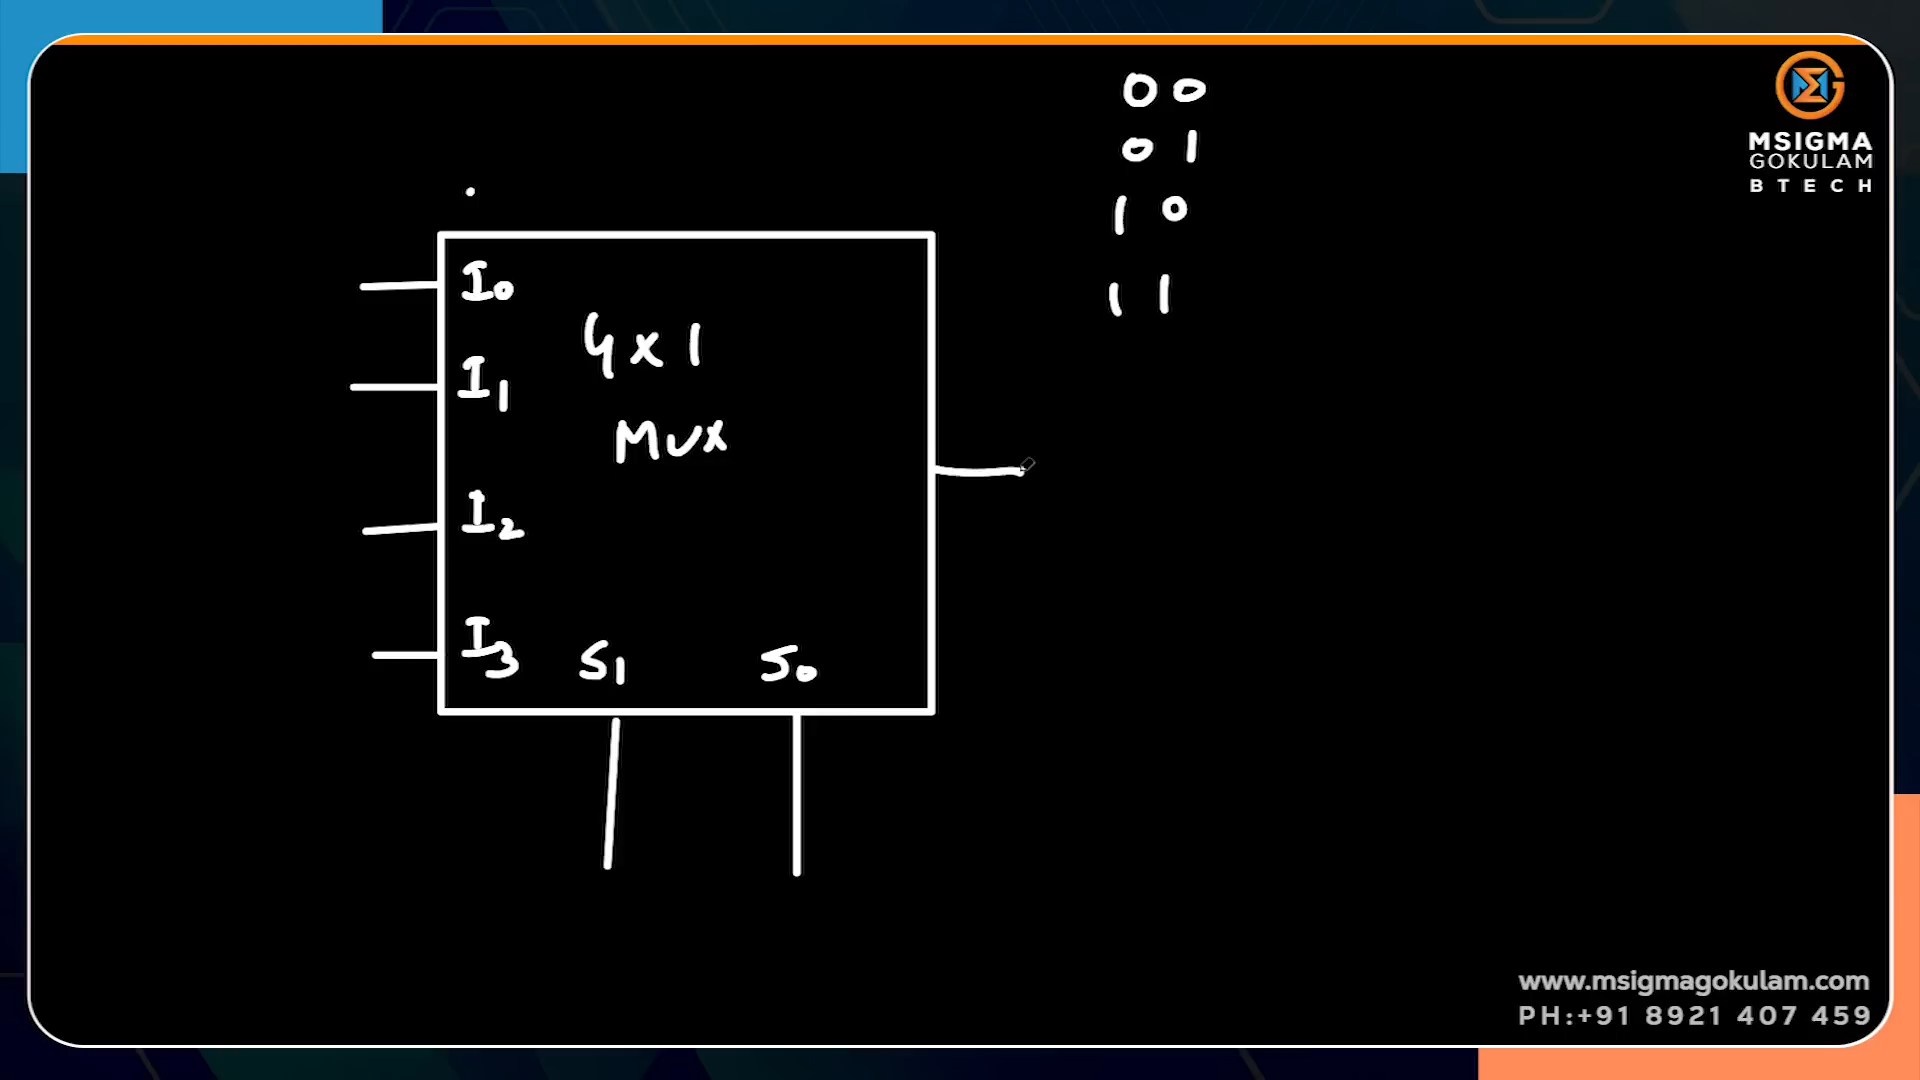 0 0
0 1
1 0
1 1
I0
4x1
I1
MUX
I2
I3
S1 S0
MSIGMA
GOKULAM
BTECH
www.msigmagokulam.com
PH:+91 8921 407 459